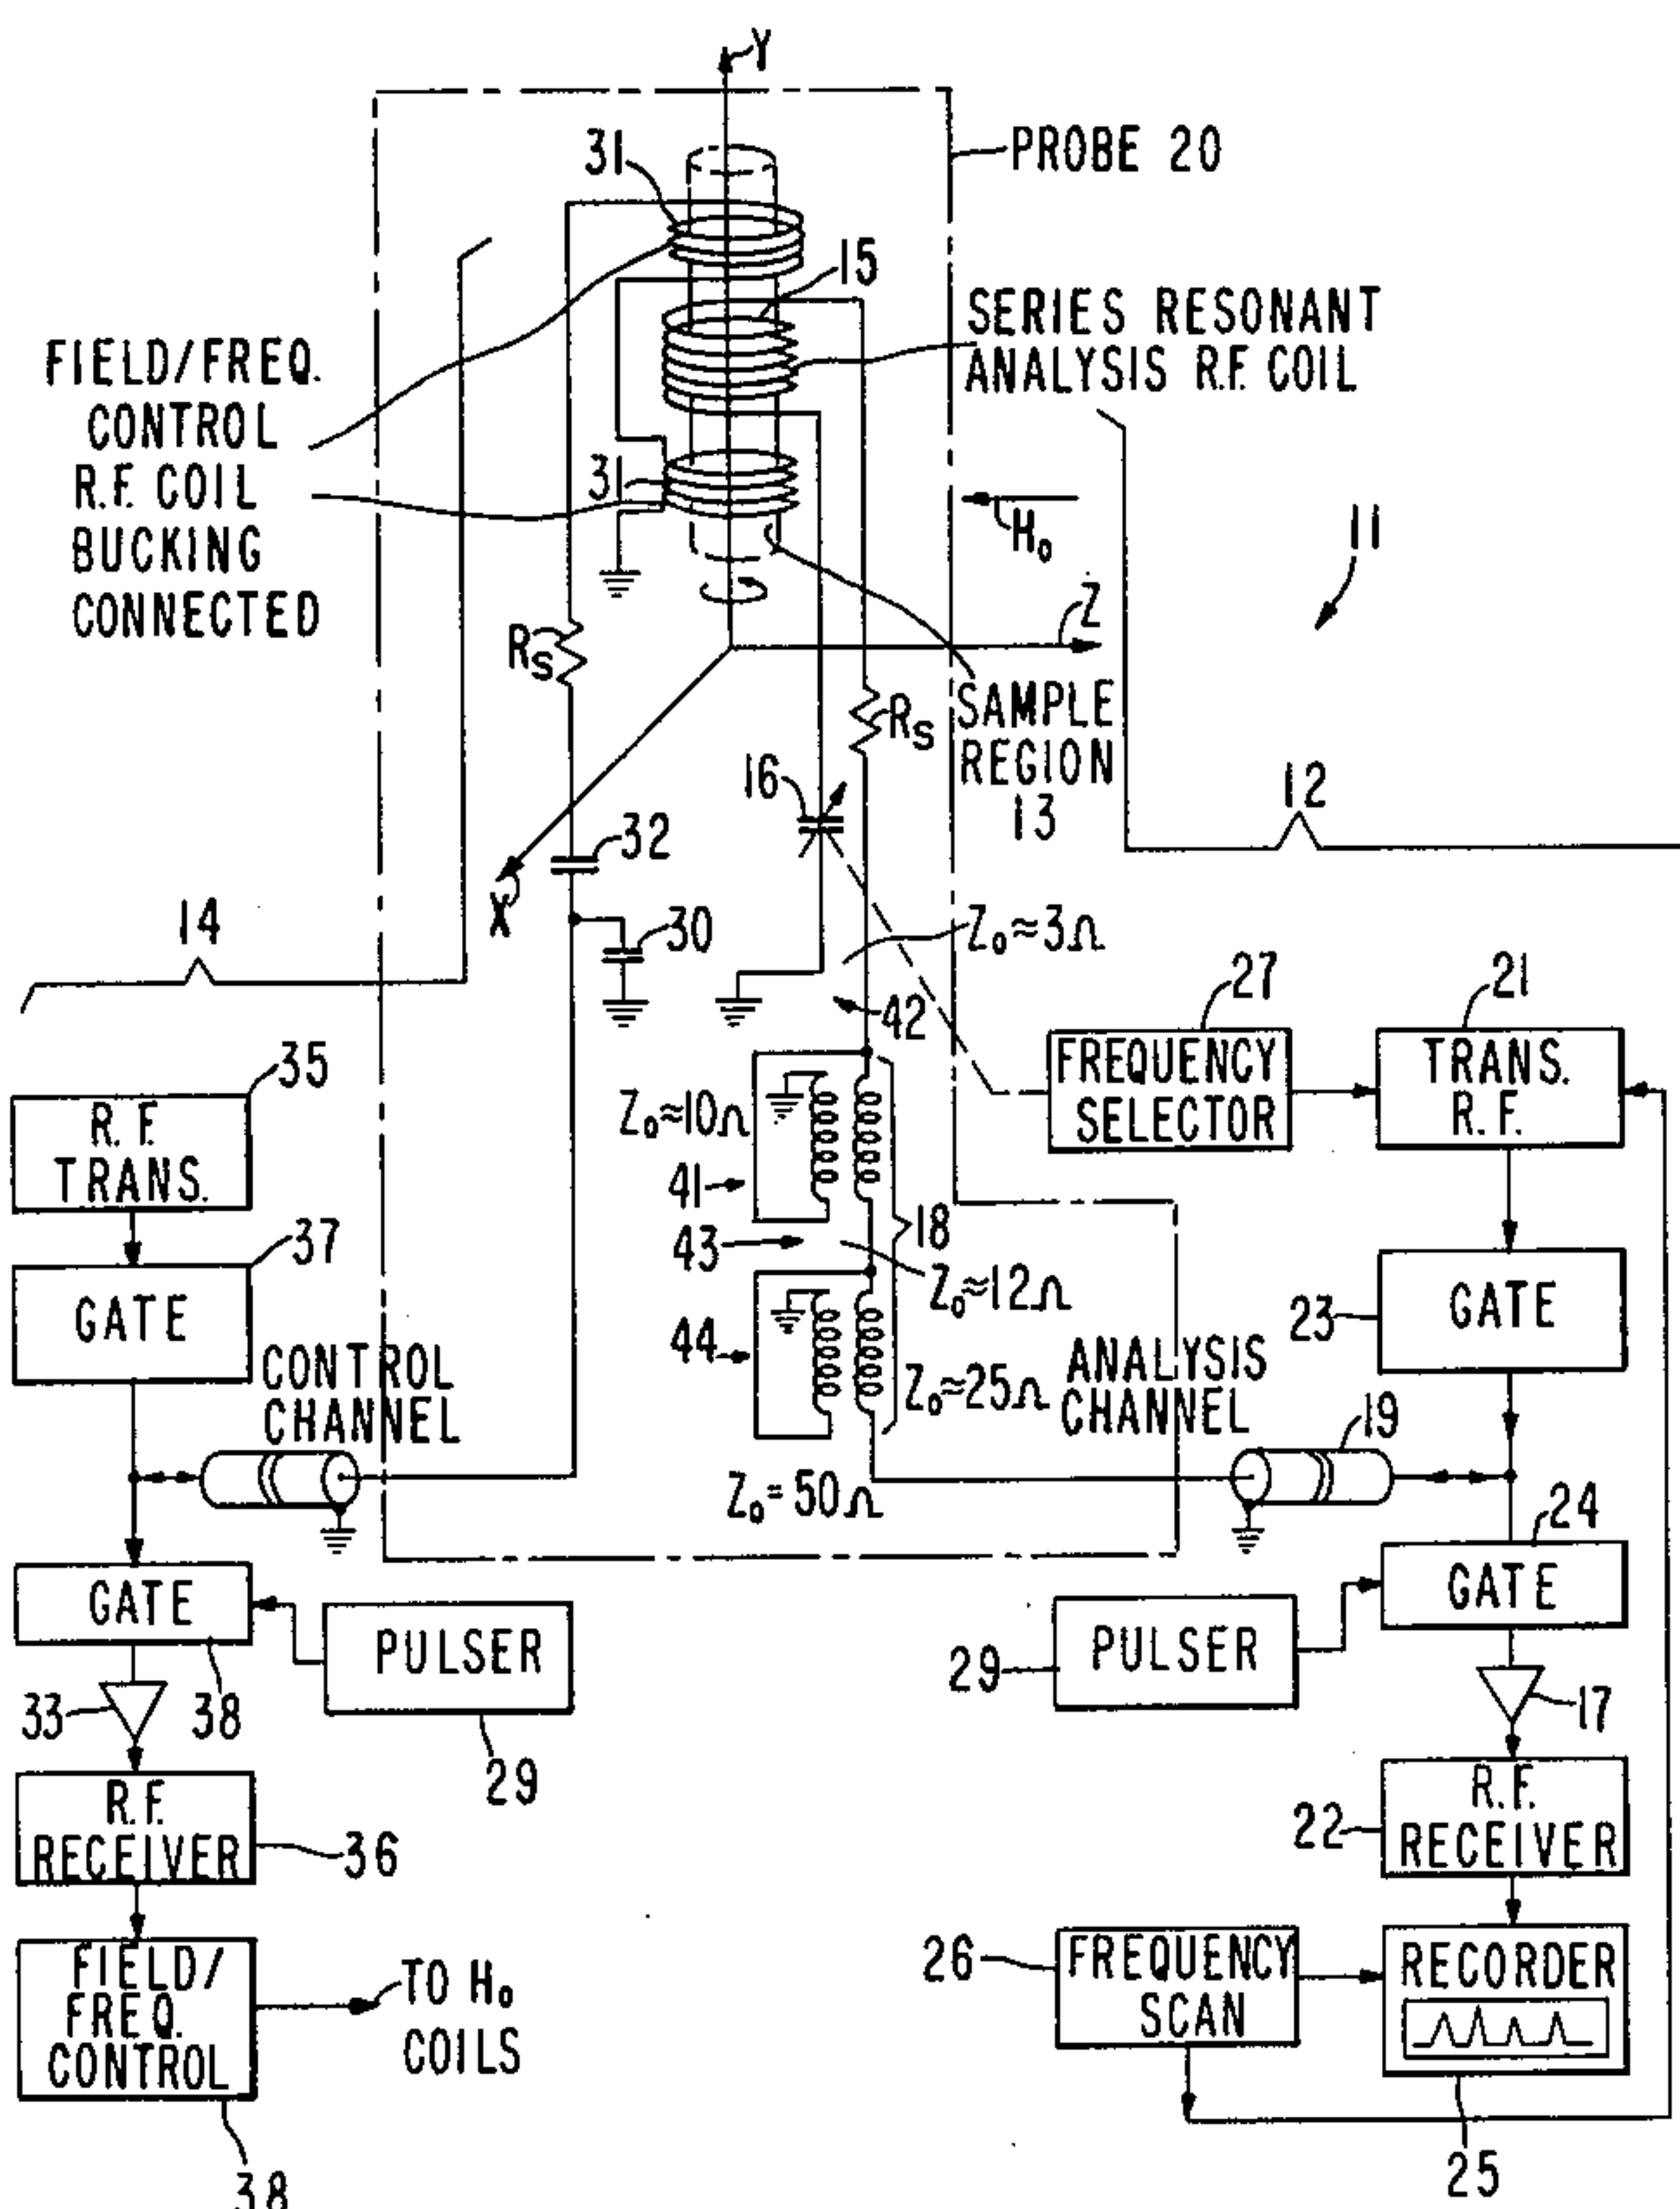 Y
PROBE 20
31
15
SERIES RESONANT
ANALYSIS R.F. COIL
FIELD/FREQ.
CONTROL
R.F. COIL
BUCKING
CONNECTED
31
H₀
11
Z
Rs
SAMPLE
REGION
13
Rs
16
12
32
X
14
30
Z₀≈3Ω
42
27
21
FREQUENCY
SELECTOR
TRANS.
R.F.
35
R.F.
TRANS.
Z₀≈10Ω
41
18
43
37
GATE
Z₀≈12Ω
23
GATE
44
CONTROL
CHANNEL
Z₀≈25Ω
ANALYSIS
CHANNEL
19
Z₀=50Ω
24
GATE
GATE
PULSER
29
PULSER
33
38
17
29
R.F.
RECEIVER
36
22
R.F.
RECEIVER
FIELD/
FREQ.
CONTROL
TO H₀
COILS
26
FREQUENCY
SCAN
RECORDER
38
25